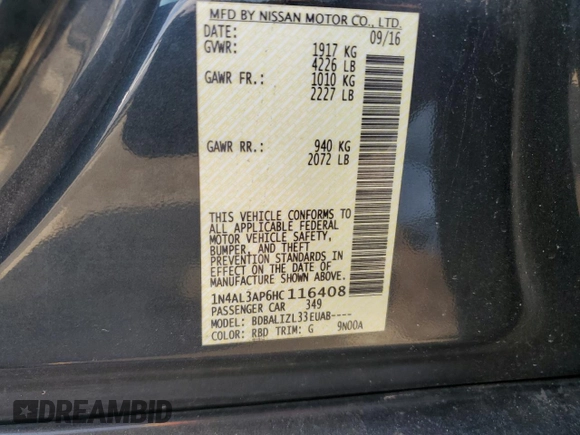 MFD BY NISSAN MOTOR CO., LTD.
DATE: 09/16
GVWR: 1917 KG
4226 LB
GAWR FR.: 1010 KG
2227 LB
GAWR RR.: 940 KG
2072 LB
THIS VEHICLE CONFORMS TO
ALL APPLICABLE FEDERAL
MOTOR VEHICLE SAFETY,
BUMPER, AND THEFT
PREVENTION STANDARDS IN
EFFECT ON THE DATE OF
MANUFACTURE SHOWN ABOVE.
1N4AL3AP6HC116408
PASSENGER CAR 349
MODEL: BDBALIZL33EUAB----
COLOR: RBD TRIM: G 9N00A
DREAMBID